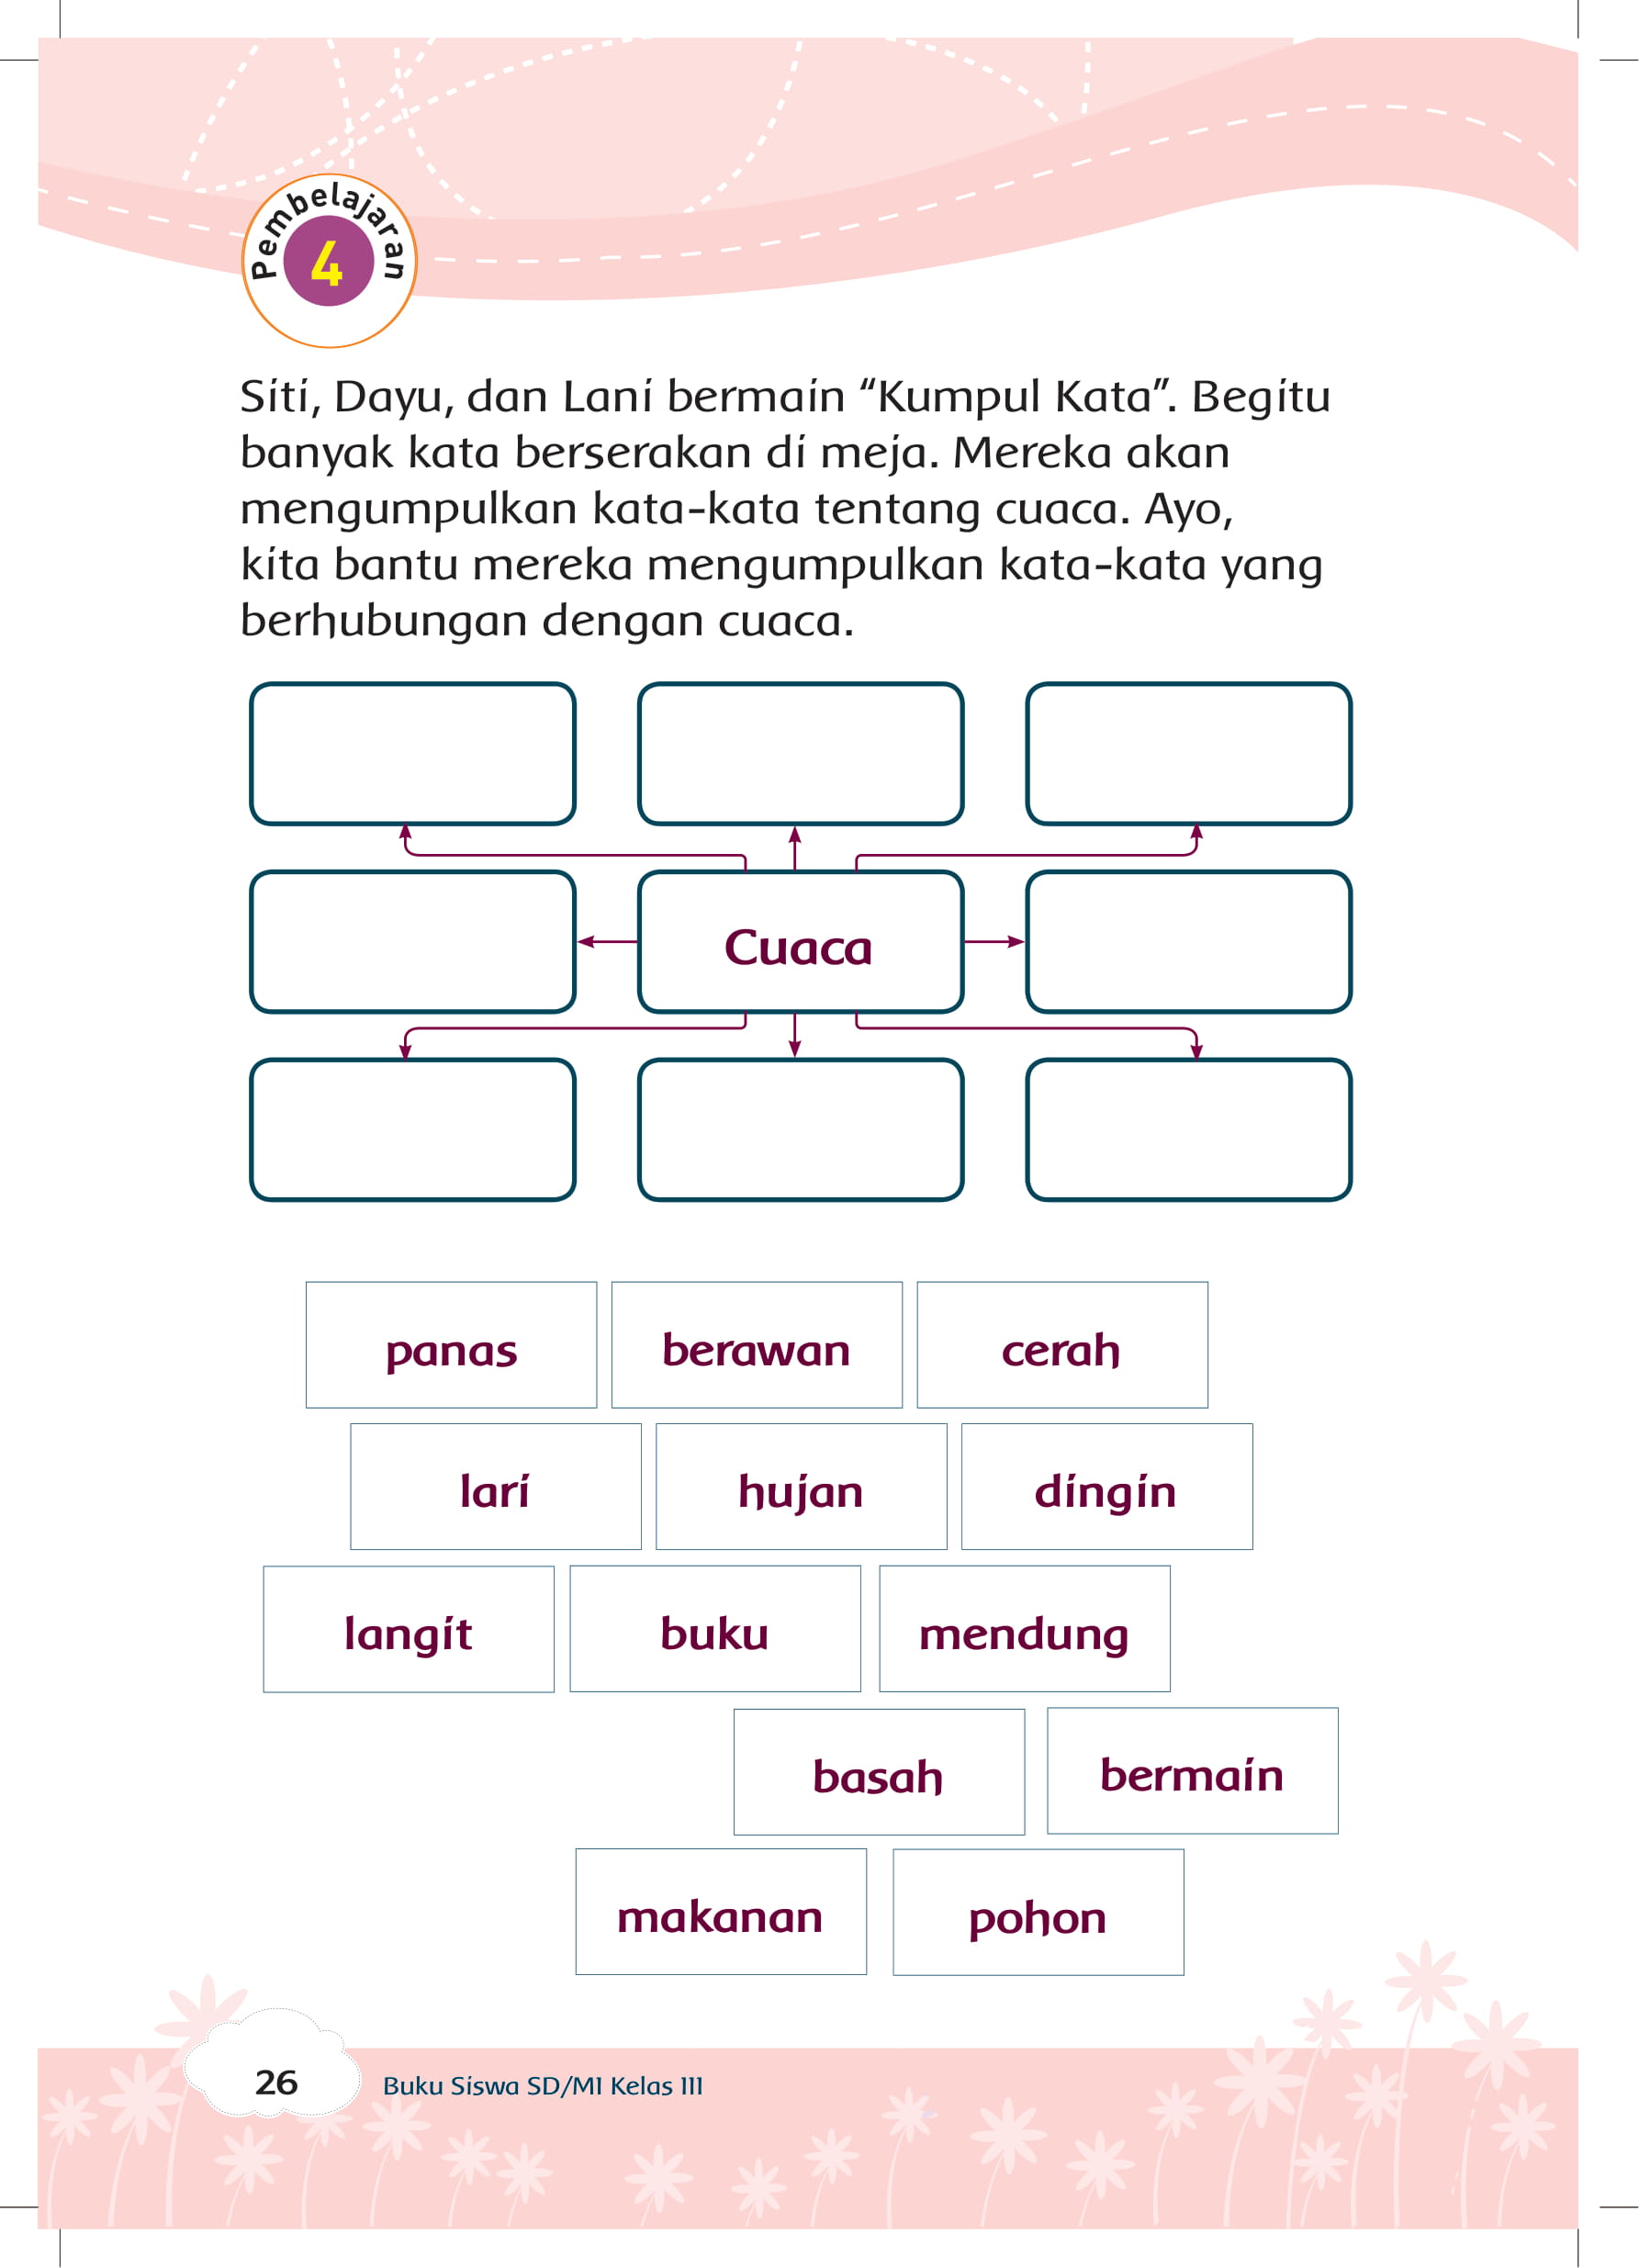 Pembelajaran
4
Siti, Dayu, dan Lani bermain “Kumpul Kata”. Begitu
banyak kata berserakan di meja. Mereka akan
mengumpulkan kata-kata tentang cuaca. Ayo,
kita bantu mereka mengumpulkan kata-kata yang
berhubungan dengan cuaca.
Cuaca
panas berawan cerah
lari hujan dingin
langit buku mendung
basah bermain
makanan pohon
26 Buku Siswa SD/MI Kelas III